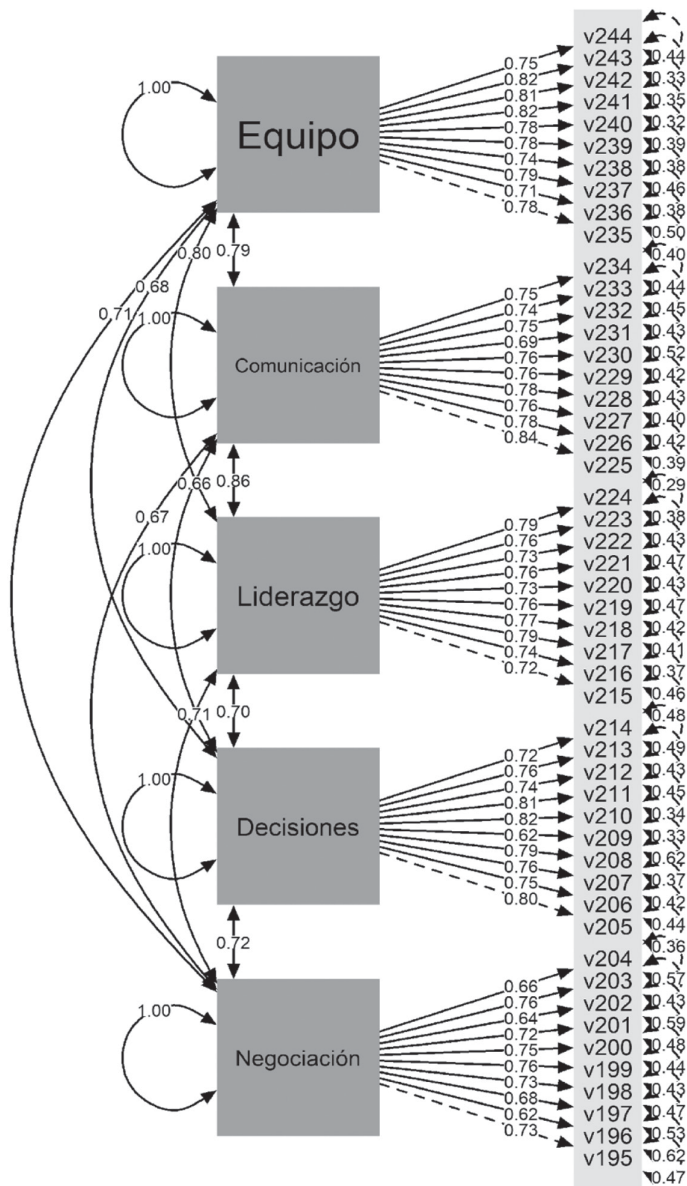 1.00
Equipo
0.75 v244 0.44
0.82 v243 0.33
0.81 v242 0.35
0.82 v241 0.32
0.78 v240 0.39
0.78 v239 0.38
0.74 v238 0.46
0.79 v237 0.38
0.71 v236 0.50
0.78 v235 0.40
0.80 0.79
0.68
0.71
1.00
Comunicación
0.75 v234 0.44
0.74 v233 0.45
0.75 v232 0.43
0.69 v231 0.52
0.76 v230 0.42
0.76 v229 0.43
0.78 v228 0.40
0.76 v227 0.42
0.78 v226 0.39
0.84 v225 0.29
0.66 0.86
0.67
1.00
Liderazgo
0.79 v224 0.38
0.76 v223 0.43
0.73 v222 0.47
0.76 v221 0.43
0.73 v220 0.47
0.76 v219 0.42
0.77 v218 0.41
0.79 v217 0.37
0.74 v216 0.46
0.72 v215 0.48
0.71 0.70
1.00
Decisiones
0.72 v214 0.49
0.76 v213 0.43
0.74 v212 0.45
0.81 v211 0.34
0.82 v210 0.33
0.62 v209 0.62
0.79 v208 0.37
0.76 v207 0.42
0.75 v206 0.44
0.80 v205 0.36
0.72
1.00
Negociación
0.66 v204 0.57
0.76 v203 0.43
0.64 v202 0.59
0.72 v201 0.48
0.75 v200 0.44
0.76 v199 0.43
0.73 v198 0.47
0.68 v197 0.53
0.62 v196 0.62
0.73 v195 0.47